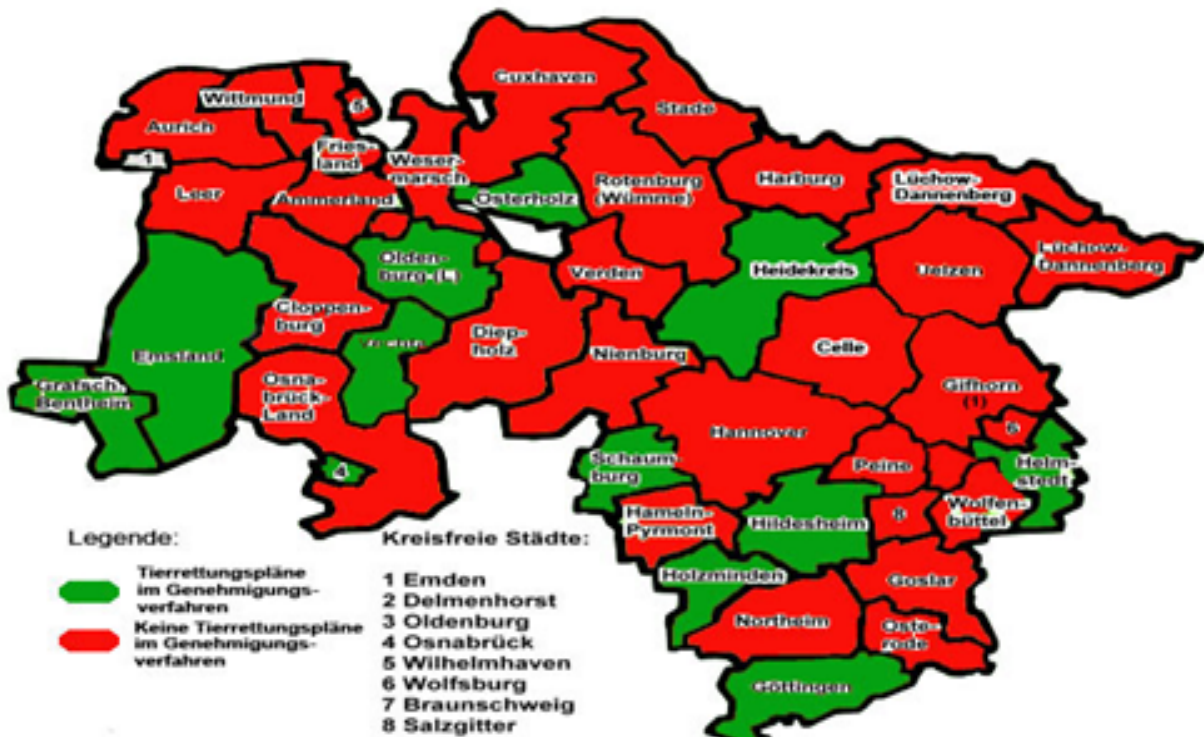 Cuxhaven
Wittmund
5
Stade
Aurich
Fries-
land
1
Weser-
marsch
Leer
Ammerland
Osterholz
Rotenburg
(Wümme)
Harburg
Lüchow-
Dannenberg
Olden-
burg (L)
Verden
Heidekreis
Uelzen
Lüchow-
Dannenberg
Cloppen-
burg
Emsland
Diep-
holz
Nienburg
Celle
Grafsch.
Bentheim
Osna-
brück-
Land
Gifhorn
(1)
Hannover
6
4
Schaum-
burg
Peine
Helm-
stedt
Hameln-
Pyrmont
Hildesheim
8
Wolfen-
büttel
Holzminden
Goslar
Northeim
Oste-
rode
Göttingen
Legende:
Tierrettungspläne
im Genehmigungs-
verfahren
Keine Tierrettungspläne
im Genehmigungs-
verfahren
Kreisfreie Städte:
1 Emden
2 Delmenhorst
3 Oldenburg
4 Osnabrück
5 Wilhelmhaven
6 Wolfsburg
7 Braunschweig
8 Salzgitter